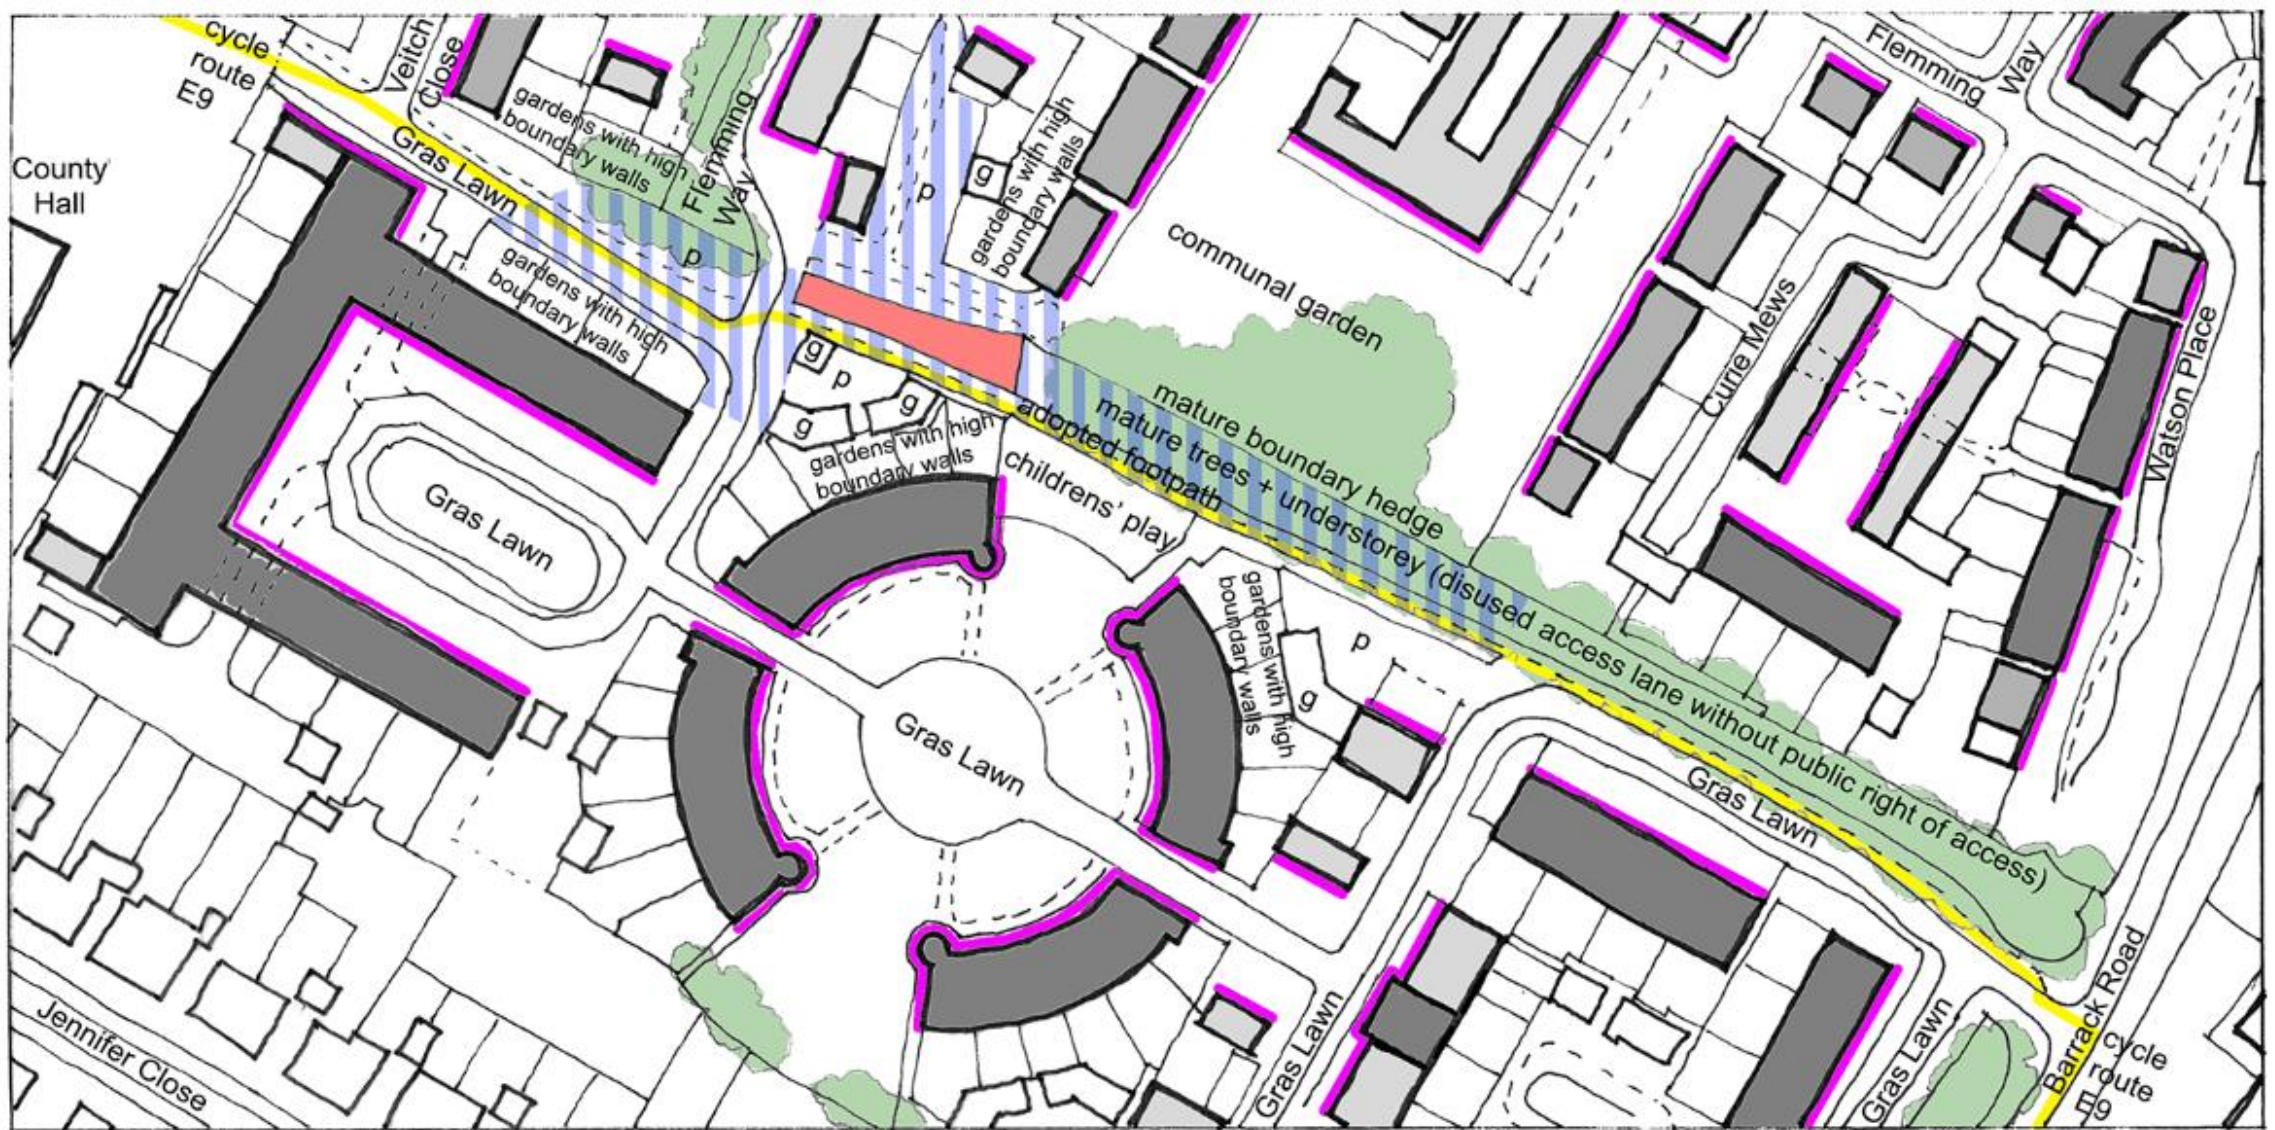 cycle
route
E9
Veitch
Close
Gras Lawn
County
Hall
gardens with high
boundary walls
Flemming
Way
p
p
g
gardens with high
boundary walls
gardens with high
boundary walls
communal garden
Flemming
Way
Curie Mews
Watson Place
g
p
g
g
gardens with high
boundary walls
childrens' play
adopted footpath
mature boundary hedge
mature trees + understorey (disused access lane without public right of access)
Gras Lawn
Gras Lawn
gardens with high
boundary walls
p
g
Gras Lawn
Gras Lawn
Gras Lawn
Barrack Road
cycle
route
E9
Jennifer Close